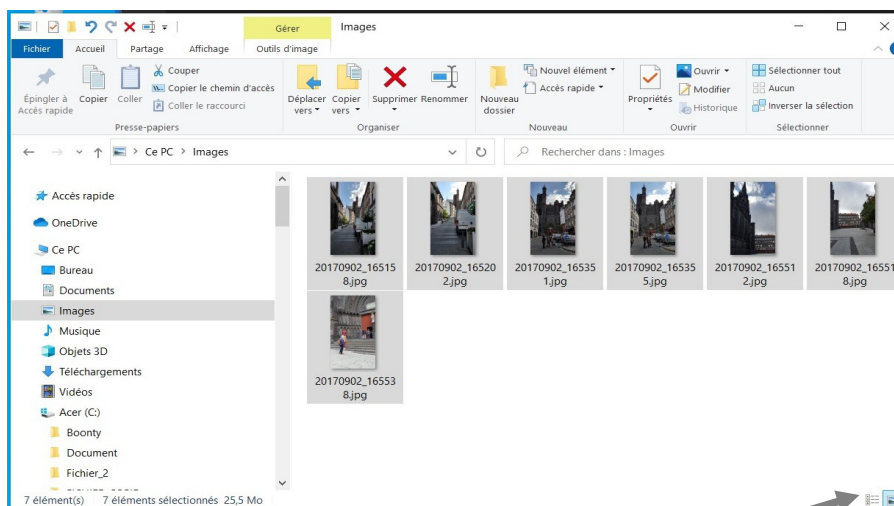 Gérer
Images
Fichier
Accueil
Partage
Affichage
Outils d'image
Épingler à
Accès rapide
Copier
Coller
Couper
Copier le chemin d'accès
Coller le raccourci
Déplacer
vers
Copier
vers
Supprimer
Renommer
Nouveau
dossier
Nouvel élément
Accès rapide
Propriétés
Ouvrir
Modifier
Historique
Sélectionner tout
Aucun
Inverser la sélection
Presse-papiers
Organiser
Nouveau
Ouvrir
Sélectionner
Ce PC > Images
Rechercher dans : Images
Accès rapide
OneDrive
Ce PC
Bureau
Documents
Images
Musique
Objets 3D
Téléchargements
Vidéos
Acer (C:)
Boonty
Document
Fichier_2
20170902_16515
8.jpg
20170902_16520
2.jpg
20170902_16535
1.jpg
20170902_16535
5.jpg
20170902_16551
2.jpg
20170902_16551
8.jpg
20170902_16553
8.jpg
7 élément(s)
7 éléments sélectionnés 25,5 Mo